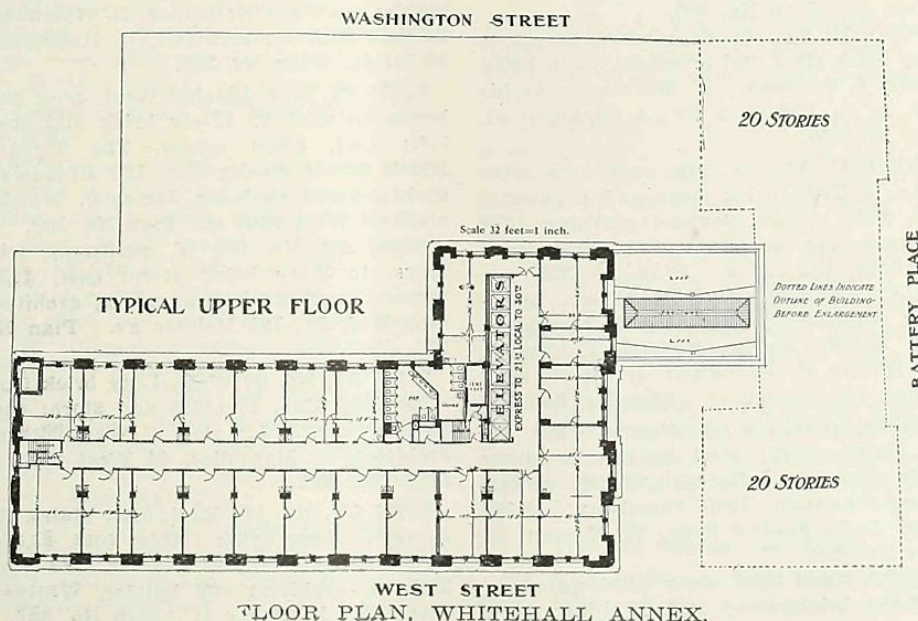 WASHINGTON STREET
20 STORIES
Scale 32 feet=1 inch.
TYPICAL UPPER FLOOR
ELEVATORS
EXPRESS TO 21ST LOCAL TO 30TH
DOTTED LINES INDICATE
OUTLINE OF BUILDING
BEFORE ENLARGEMENT
BATTERY PLACE
20 STORIES
WEST STREET
FLOOR PLAN, WHITEHALL ANNEX.